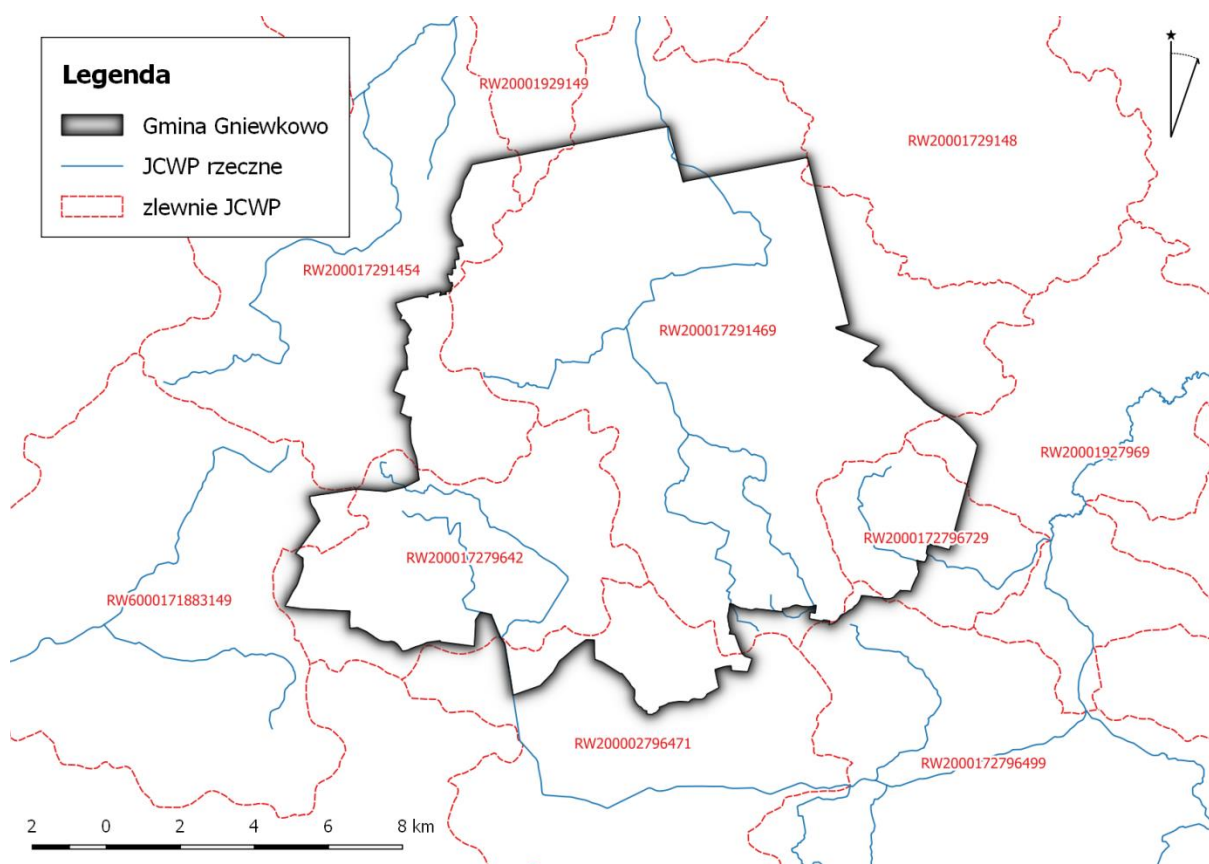 Legenda
Gmina Gniewkowo
JCWP rzeczne
zlewnie JCWP
RW20001929149
RW20001729148
RW200017291454
RW200017291469
RW20001927969
RW2000172796729
RW200017279642
RW6000171883149
RW200002796471
RW2000172796499
2 0 2 4 6 8 km